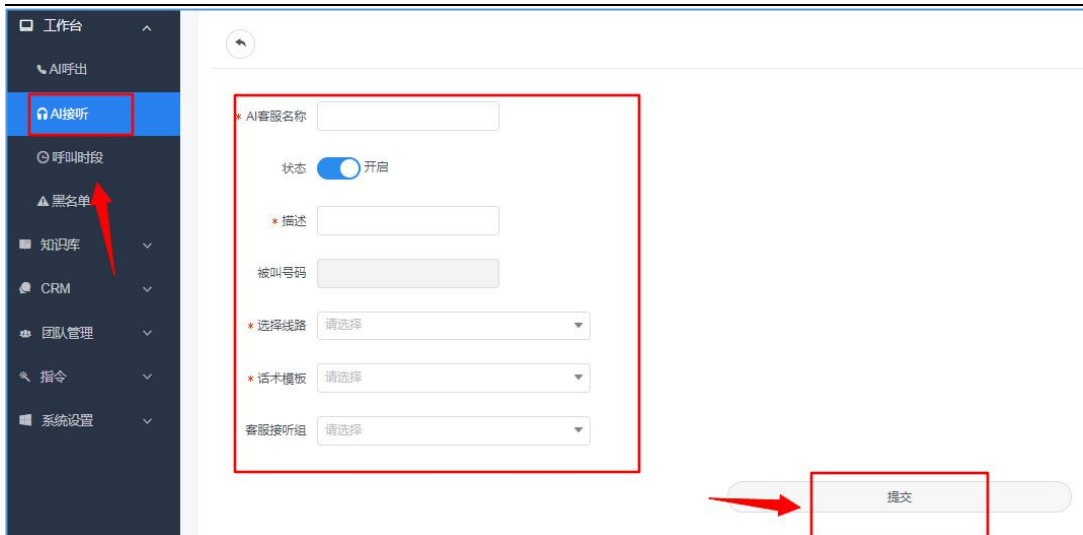 工作台
AI呼出
AI接听
呼叫时段
黑名单
知识库
CRM
团队管理
指令
系统设置
* AI客服名称
状态 开启
* 描述
被叫号码
* 选择线路 请选择
* 话术模板 请选择
客服接听组 请选择
提交